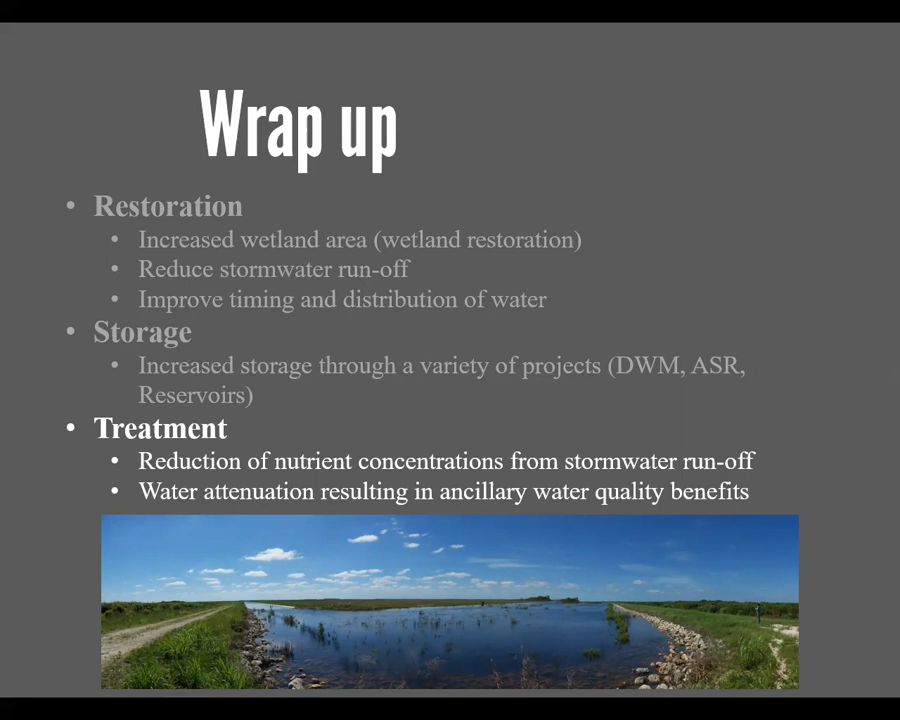 Wrap up
• Restoration
• Increased wetland area (wetland restoration)
• Reduce stormwater run-off
• Improve timing and distribution of water
• Storage
• Increased storage through a variety of projects (DWM, ASR,
Reservoirs)
• Treatment
• Reduction of nutrient concentrations from stormwater run-off
• Water attenuation resulting in ancillary water quality benefits